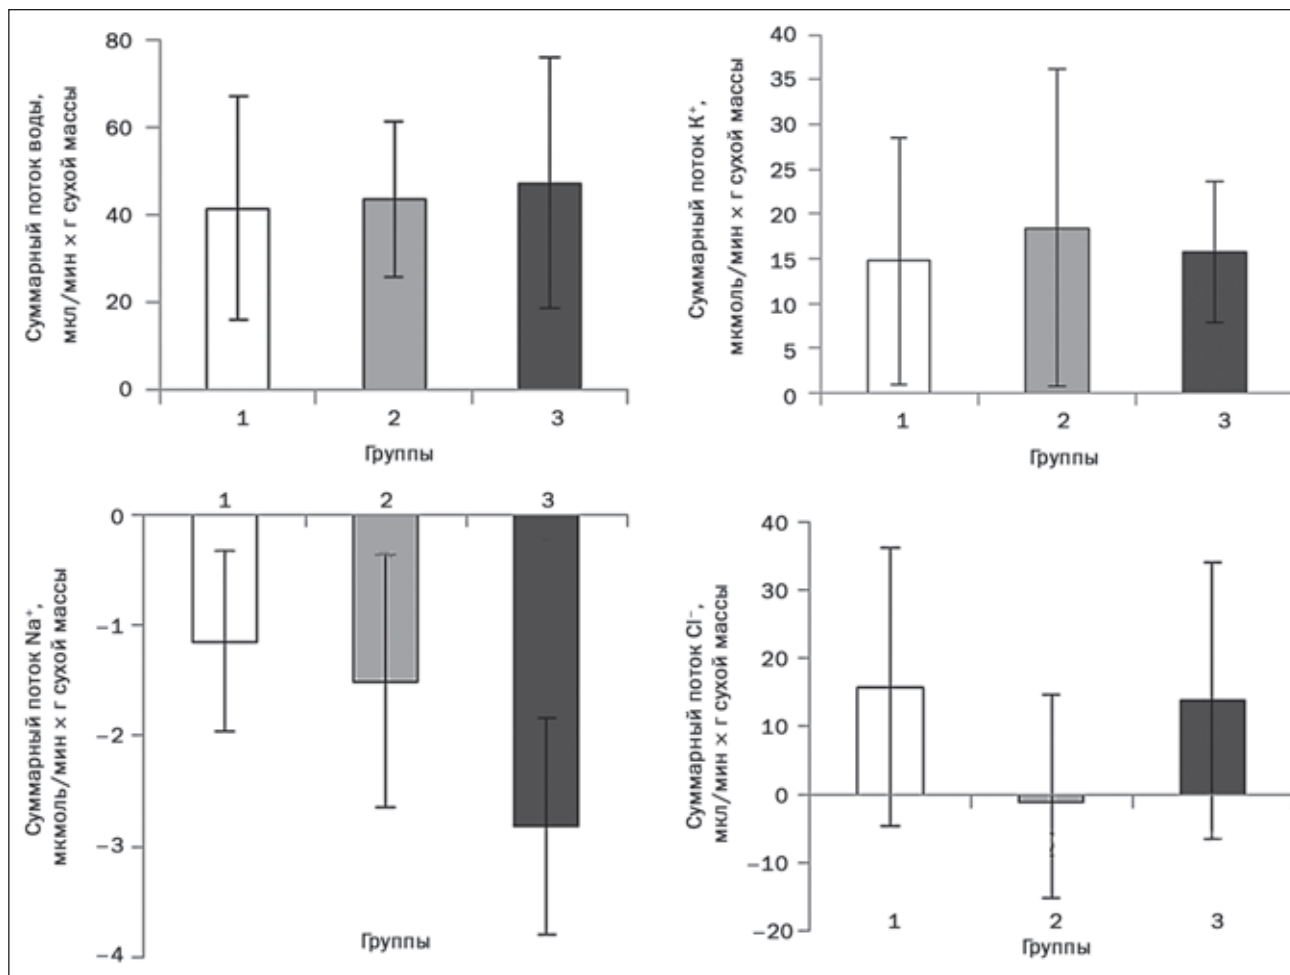 Суммарный поток воды,
мкл/мин × г сухой массы
80
60
40
20
0
1 2 3
Группы
Суммарный поток K⁺,
мкмоль/мин × г сухой массы
40
35
30
25
20
15
10
5
0
1 2 3
Группы
Суммарный поток Na⁺,
мкмоль/мин × г сухой массы
1 2 3
0
–1
–2
–3
–4
Группы
Суммарный поток Cl⁻,
мкл/мин × г сухой массы
40
30
20
10
0
–10
–20
1 2 3
Группы